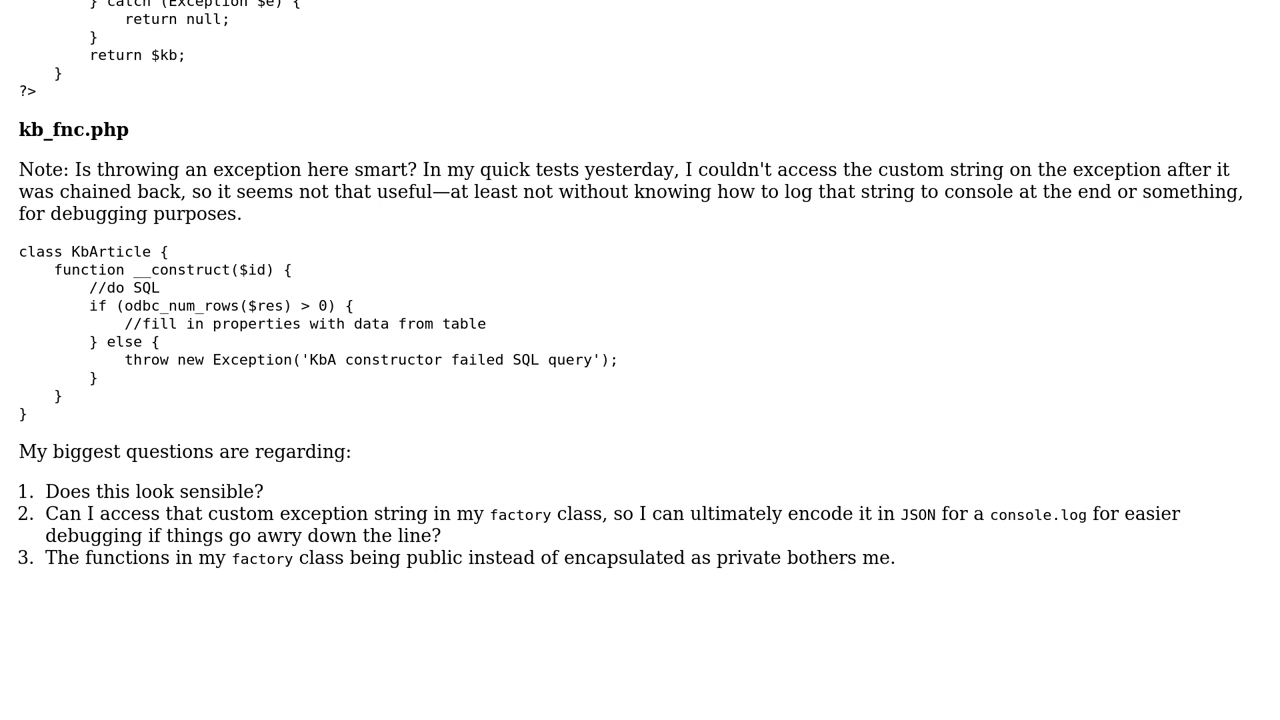 } catch (Exception $e) {
            return null;
        }
        return $kb;
    }
?>
kb_fnc.php
Note: Is throwing an exception here smart? In my quick tests yesterday, I couldn't access the custom string on the exception after it
was chained back, so it seems not that useful—at least not without knowing how to log that string to console at the end or something,
for debugging purposes.
class KbArticle {
    function __construct($id) {
        //do SQL
        if (odbc_num_rows($res) > 0) {
            //fill in properties with data from table
        } else {
            throw new Exception('KbA constructor failed SQL query');
        }
    }
}
My biggest questions are regarding:
1. Does this look sensible?
2. Can I access that custom exception string in my factory class, so I can ultimately encode it in JSON for a console.log for easier
debugging if things go awry down the line?
3. The functions in my factory class being public instead of encapsulated as private bothers me.